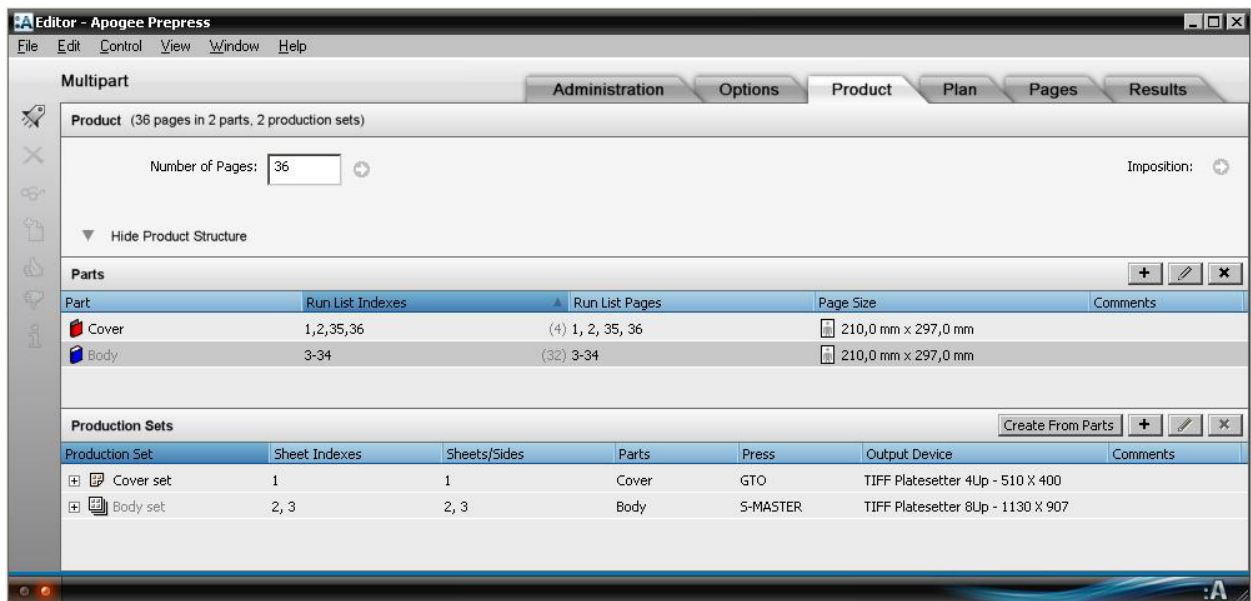 :A Editor - Apogee Prepress
File Edit Control View Window Help
Multipart
Administration Options Product Plan Pages Results
Product (36 pages in 2 parts, 2 production sets)
Number of Pages: 36 Imposition:
Hide Product Structure
Parts
Part Run List Indexes Run List Pages Page Size Comments
Cover 1,2,35,36 (4) 1, 2, 35, 36 210,0 mm x 297,0 mm
Body 3-34 (32) 3-34 210,0 mm x 297,0 mm
Production Sets Create From Parts
Production Set Sheet Indexes Sheets/Sides Parts Press Output Device Comments
Cover set 1 1 Cover GTO TIFF Platesetter 4Up - 510 X 400
Body set 2, 3 2, 3 Body S-MASTER TIFF Platesetter 8Up - 1130 X 907
:A